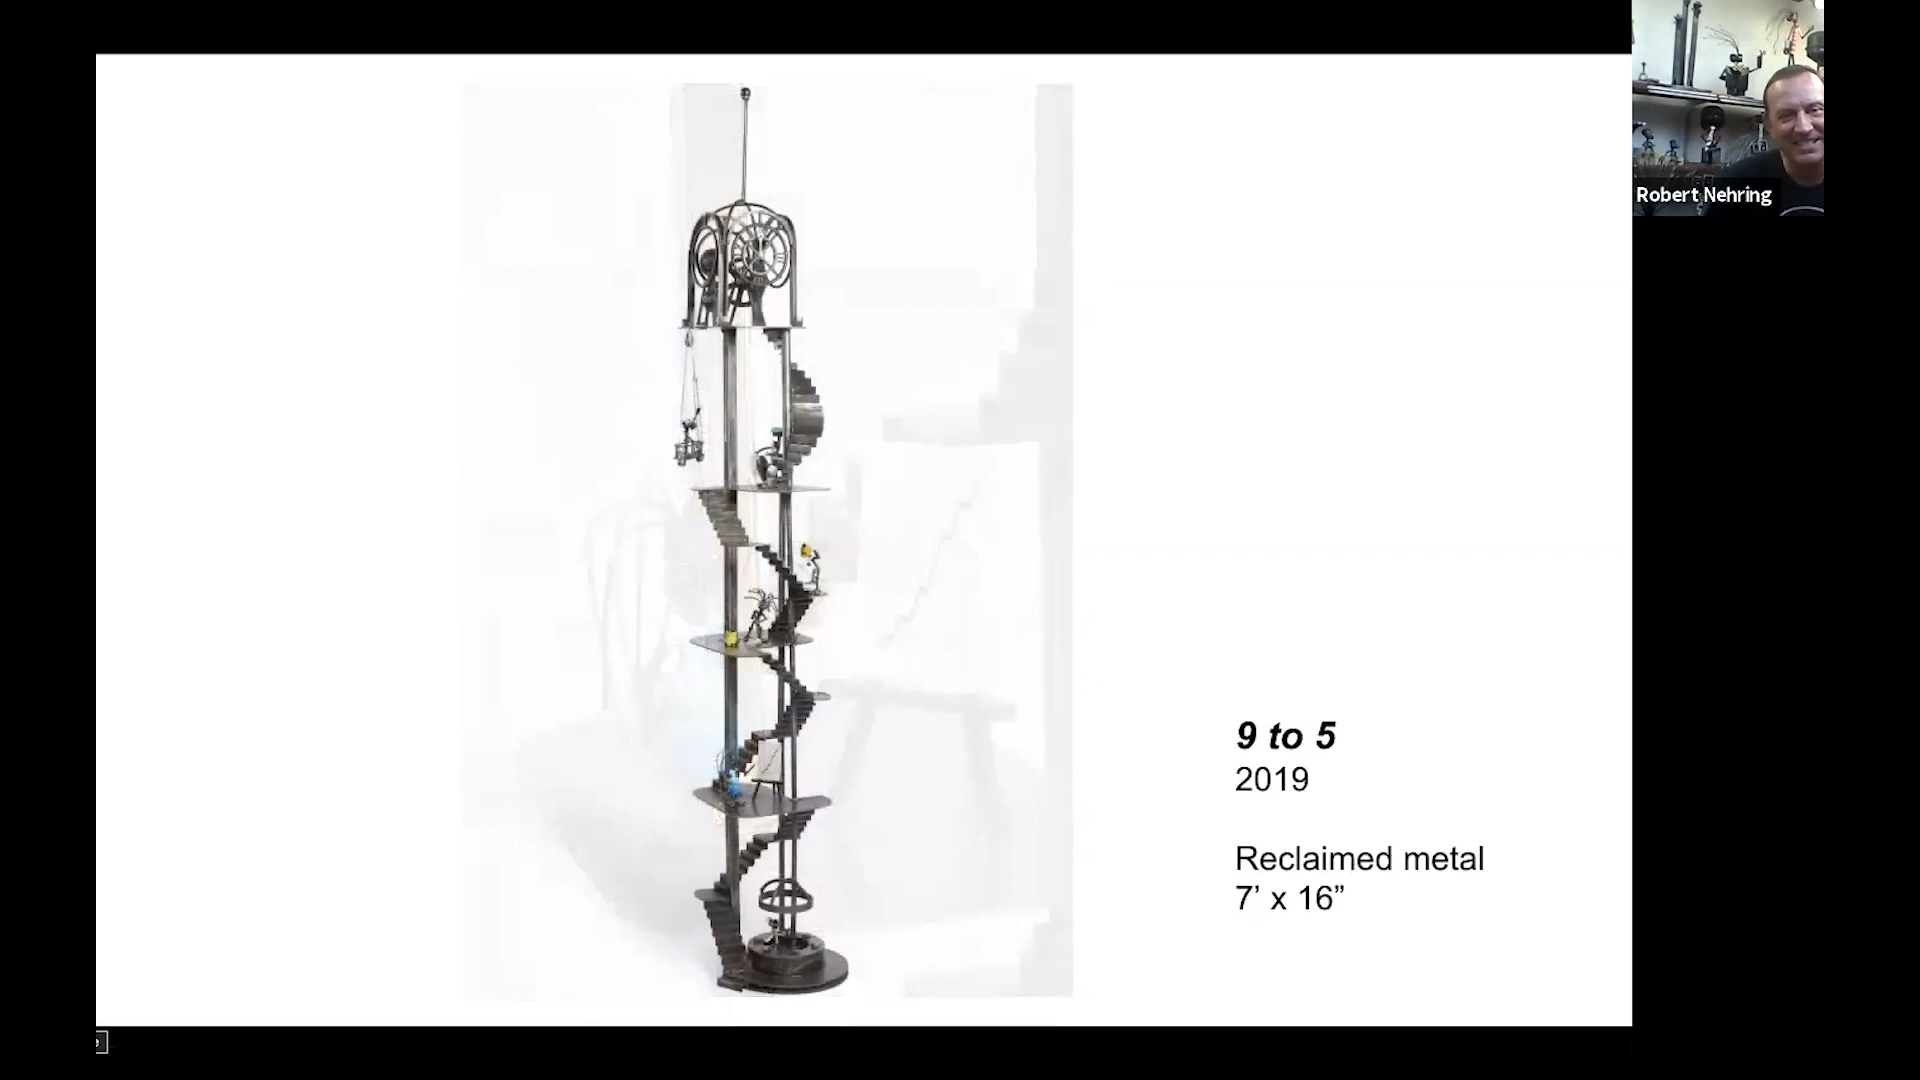 Robert Nehring
9 to 5
2019
Reclaimed metal
7’ x 16”